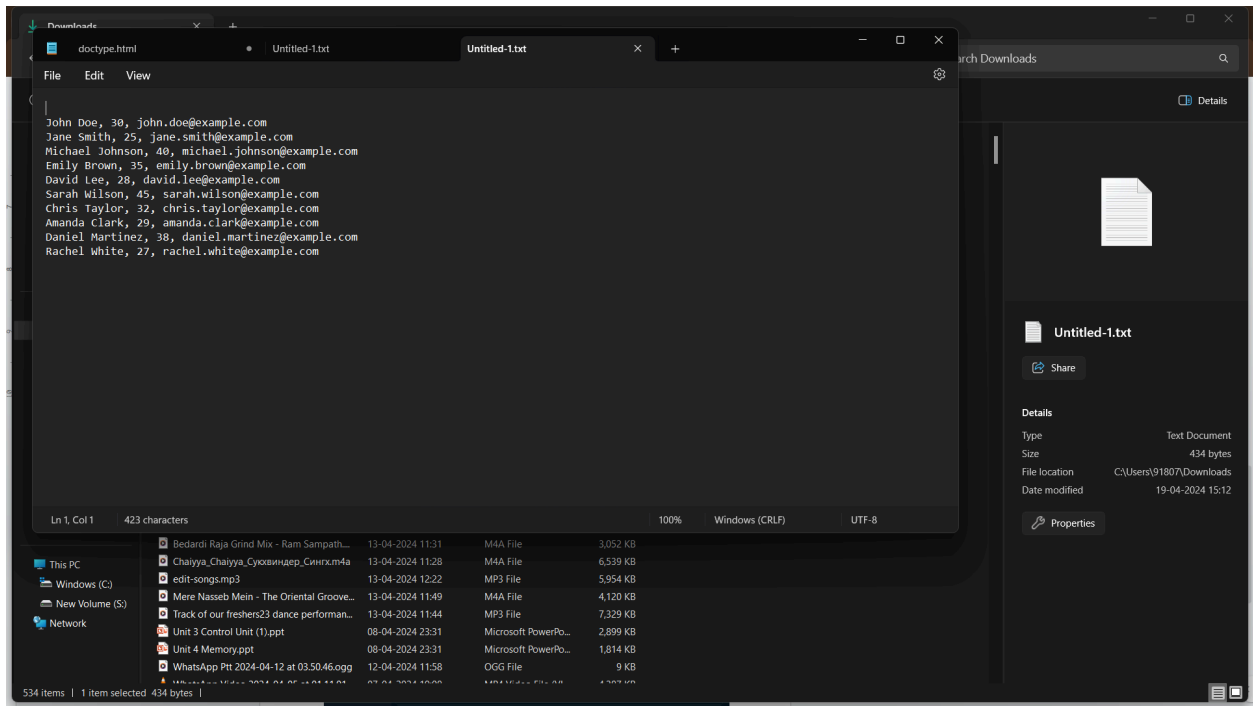 Downloads
doctype.html
Untitled-1.txt
Untitled-1.txt
File Edit View
arch Downloads
Details
John Doe, 30, john.doe@example.com
Jane Smith, 25, jane.smith@example.com
Michael Johnson, 40, michael.johnson@example.com
Emily Brown, 35, emily.brown@example.com
David Lee, 28, david.lee@example.com
Sarah Wilson, 45, sarah.wilson@example.com
Chris Taylor, 32, chris.taylor@example.com
Amanda Clark, 29, amanda.clark@example.com
Daniel Martinez, 38, daniel.martinez@example.com
Rachel White, 27, rachel.white@example.com
Ln 1, Col 1 423 characters 100% Windows (CRLF) UTF-8
Untitled-1.txt
Share
Details
Type Text Document
Size 434 bytes
File location C:\Users\91807\Downloads
Date modified 19-04-2024 15:12
Properties
This PC
Windows (C:)
New Volume (S:)
Network
Bedardi Raja Grind Mix - Ram Sampath... 13-04-2024 11:31 M4A File 3,052 KB
Chaiyya_Chaiyya_Сукхвиндер_Сингх.m4a 13-04-2024 11:28 M4A File 6,539 KB
edit-songs.mp3 13-04-2024 12:22 MP3 File 5,954 KB
Mere Nasseb Mein - The Oriental Groove... 13-04-2024 11:49 M4A File 4,120 KB
Track of our freshers23 dance performan... 13-04-2024 11:44 MP3 File 7,329 KB
Unit 3 Control Unit (1).ppt 08-04-2024 23:31 Microsoft PowerPo... 2,899 KB
Unit 4 Memory.ppt 08-04-2024 23:31 Microsoft PowerPo... 1,814 KB
WhatsApp Ptt 2024-04-12 at 03.50.46.ogg 12-04-2024 11:58 OGG File 9 KB
534 items | 1 item selected 434 bytes |